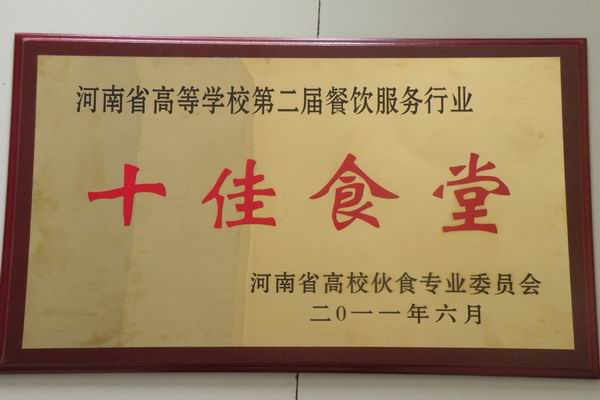 河南省高等学校第二届餐饮服务行业
十佳食堂
河南省高校伙食专业委员会
二0一一年六月